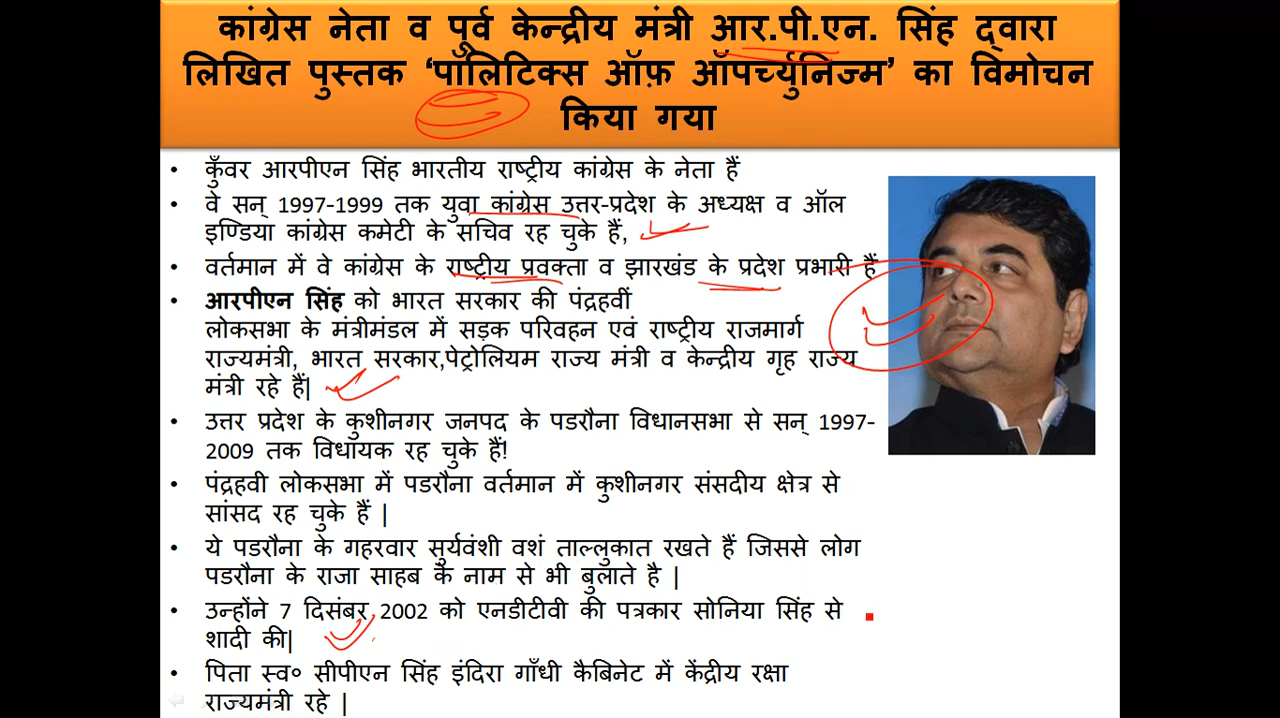 कांग्रेस नेता व पूर्व केन्द्रीय मंत्री आर.पी.एन. सिंह द्वारा
लिखित पुस्तक ‘पॉलिटिक्स ऑफ़ ऑपर्च्युनिज्म’ का विमोचन
किया गया
• कुँवर आरपीएन सिंह भारतीय राष्ट्रीय कांग्रेस के नेता हैं
• वे सन् 1997-1999 तक युवा कांग्रेस उत्तर-प्रदेश के अध्यक्ष व ऑल
इण्डिया कांग्रेस कमेटी के सचिव रह चुके हैं,
• वर्तमान में वे कांग्रेस के राष्ट्रीय प्रवक्ता व झारखंड के प्रदेश प्रभारी हैं
• आरपीएन सिंह को भारत सरकार की पंद्रहवीं
लोकसभा के मंत्रीमंडल में सड़क परिवहन एवं राष्ट्रीय राजमार्ग
राज्यमंत्री, भारत सरकार,पेट्रोलियम राज्य मंत्री व केन्द्रीय गृह राज्य
मंत्री रहे हैं|
• उत्तर प्रदेश के कुशीनगर जनपद के पडरौना विधानसभा से सन् 1997-
2009 तक विधायक रह चुके हैं!
• पंद्रहवी लोकसभा में पडरौना वर्तमान में कुशीनगर संसदीय क्षेत्र से
सांसद रह चुके हैं |
• ये पडरौना के गहरवार सुर्यवंशी वशं ताल्लुकात रखते हैं जिससे लोग
पडरौना के राजा साहब के नाम से भी बुलाते है |
• उन्होंने 7 दिसंबर 2002 को एनडीटीवी की पत्रकार सोनिया सिंह से
शादी की|
• पिता स्व० सीपीएन सिंह इंदिरा गाँधी कैबिनेट में केंद्रीय रक्षा
राज्यमंत्री रहे |